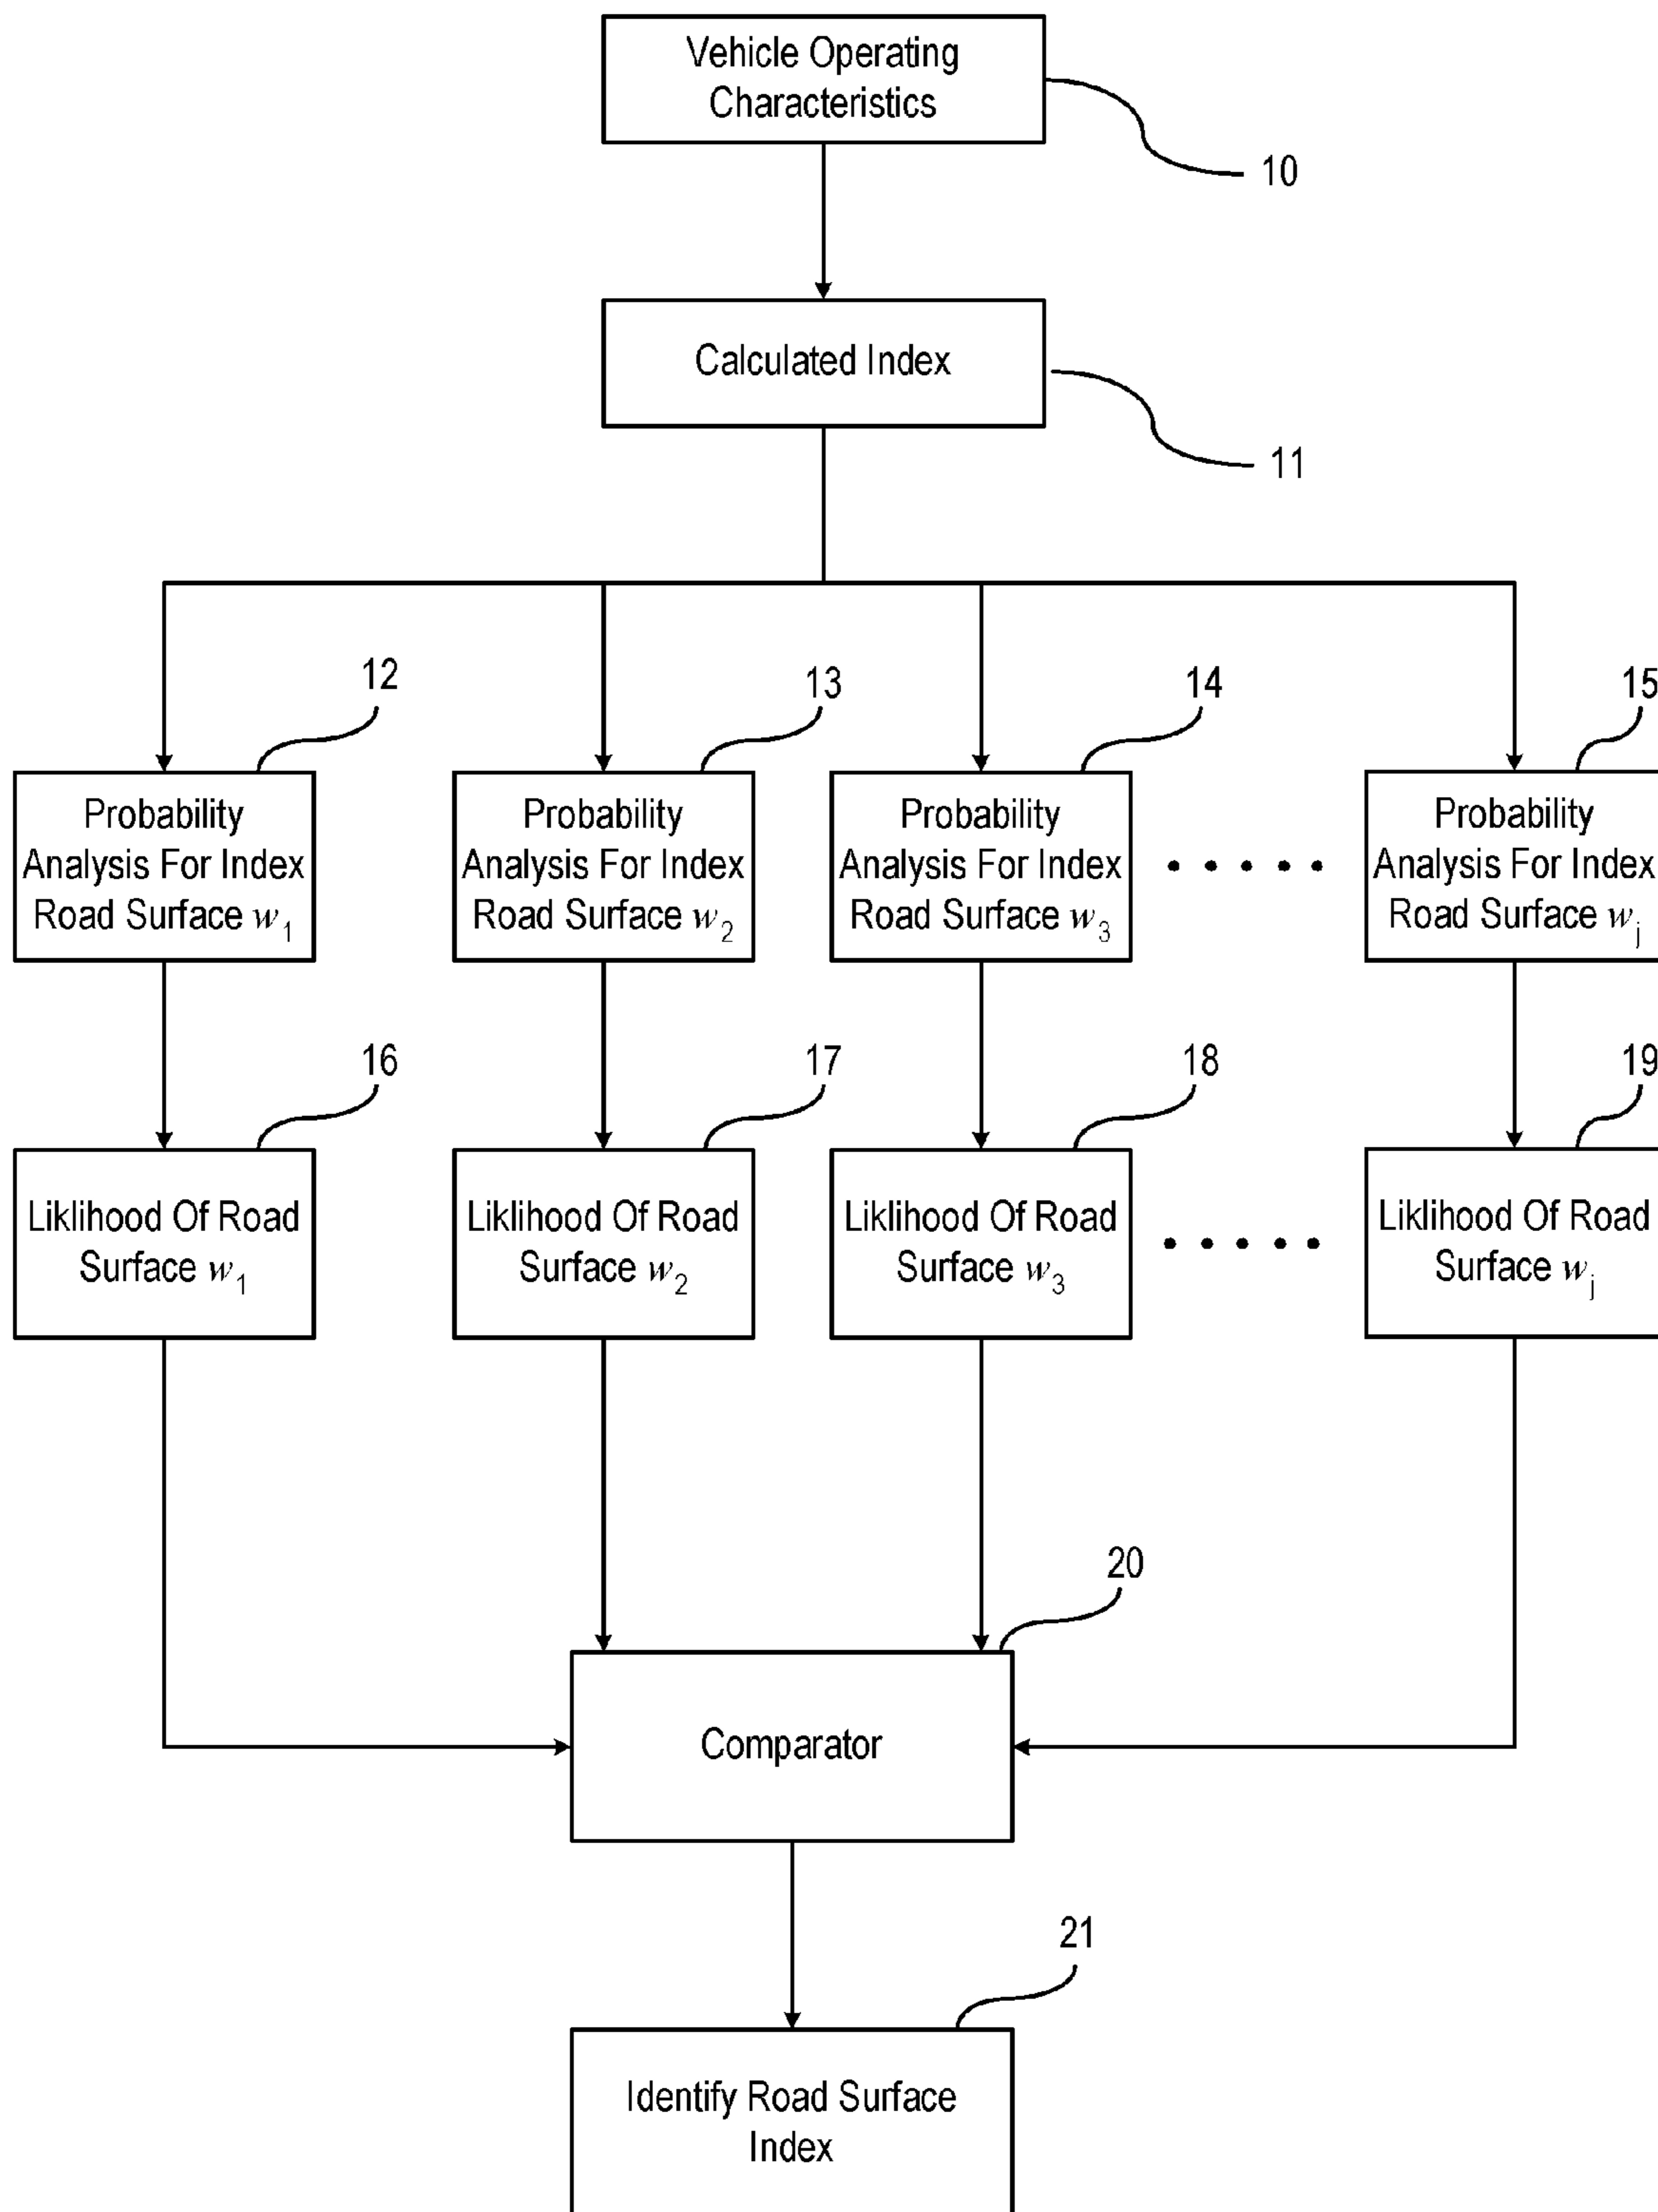 Vehicle Operating
Characteristics
10
Calculated Index
11
12
13
14
15
Probability
Analysis For Index
Road Surface w1
Probability
Analysis For Index
Road Surface w2
Probability
Analysis For Index
Road Surface w3
Probability
Analysis For Index
Road Surface wj
16
17
18
19
Liklihood Of Road
Surface w1
Liklihood Of Road
Surface w2
Liklihood Of Road
Surface w3
Liklihood Of Road
Surface wj
20
Comparator
21
Identify Road Surface
Index